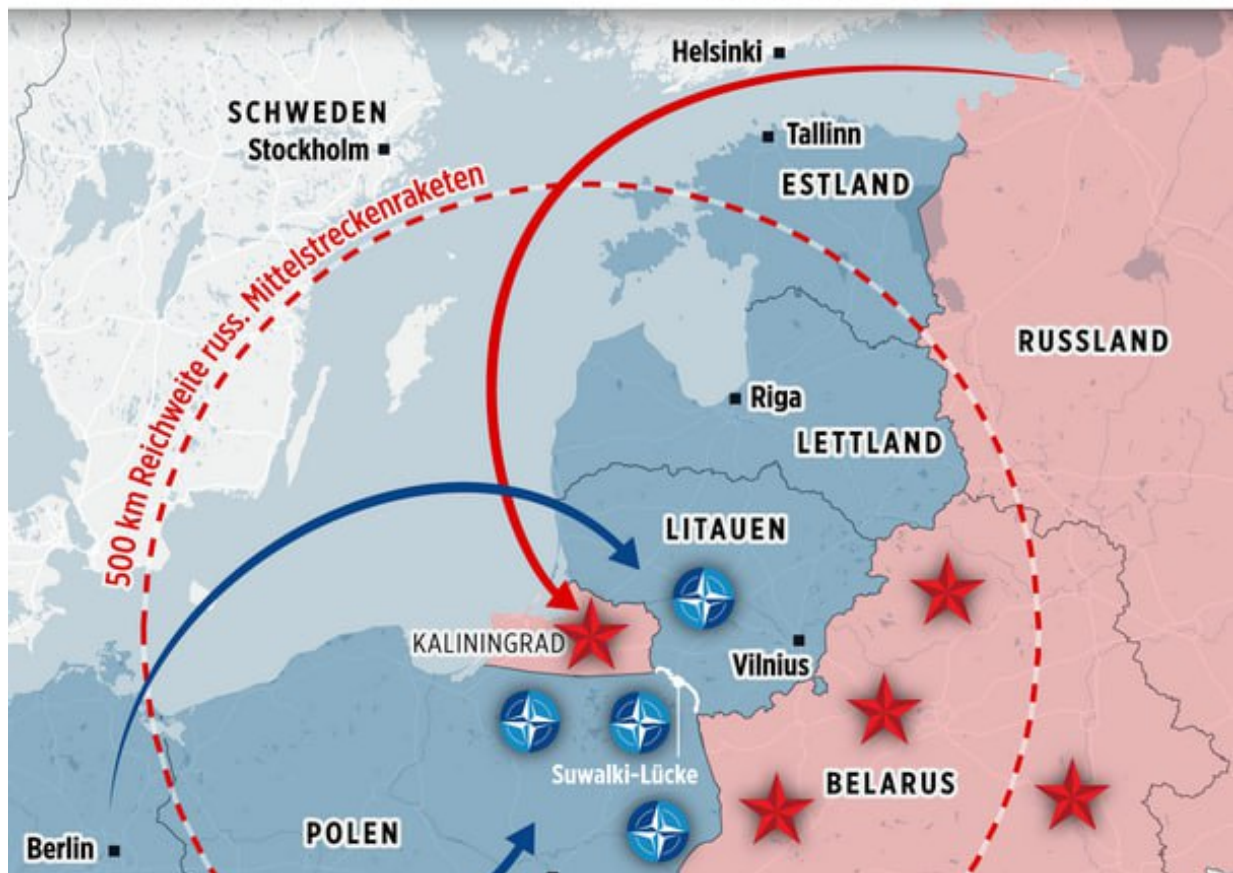 Helsinki
SCHWEDEN
Stockholm
Tallinn
ESTLAND
500 km Reichweite russ. Mittelstreckenraketen
RUSSLAND
Riga
LETTLAND
LITAUEN
KALININGRAD
Vilnius
Suwalki-Lücke
BELARUS
POLEN
Berlin